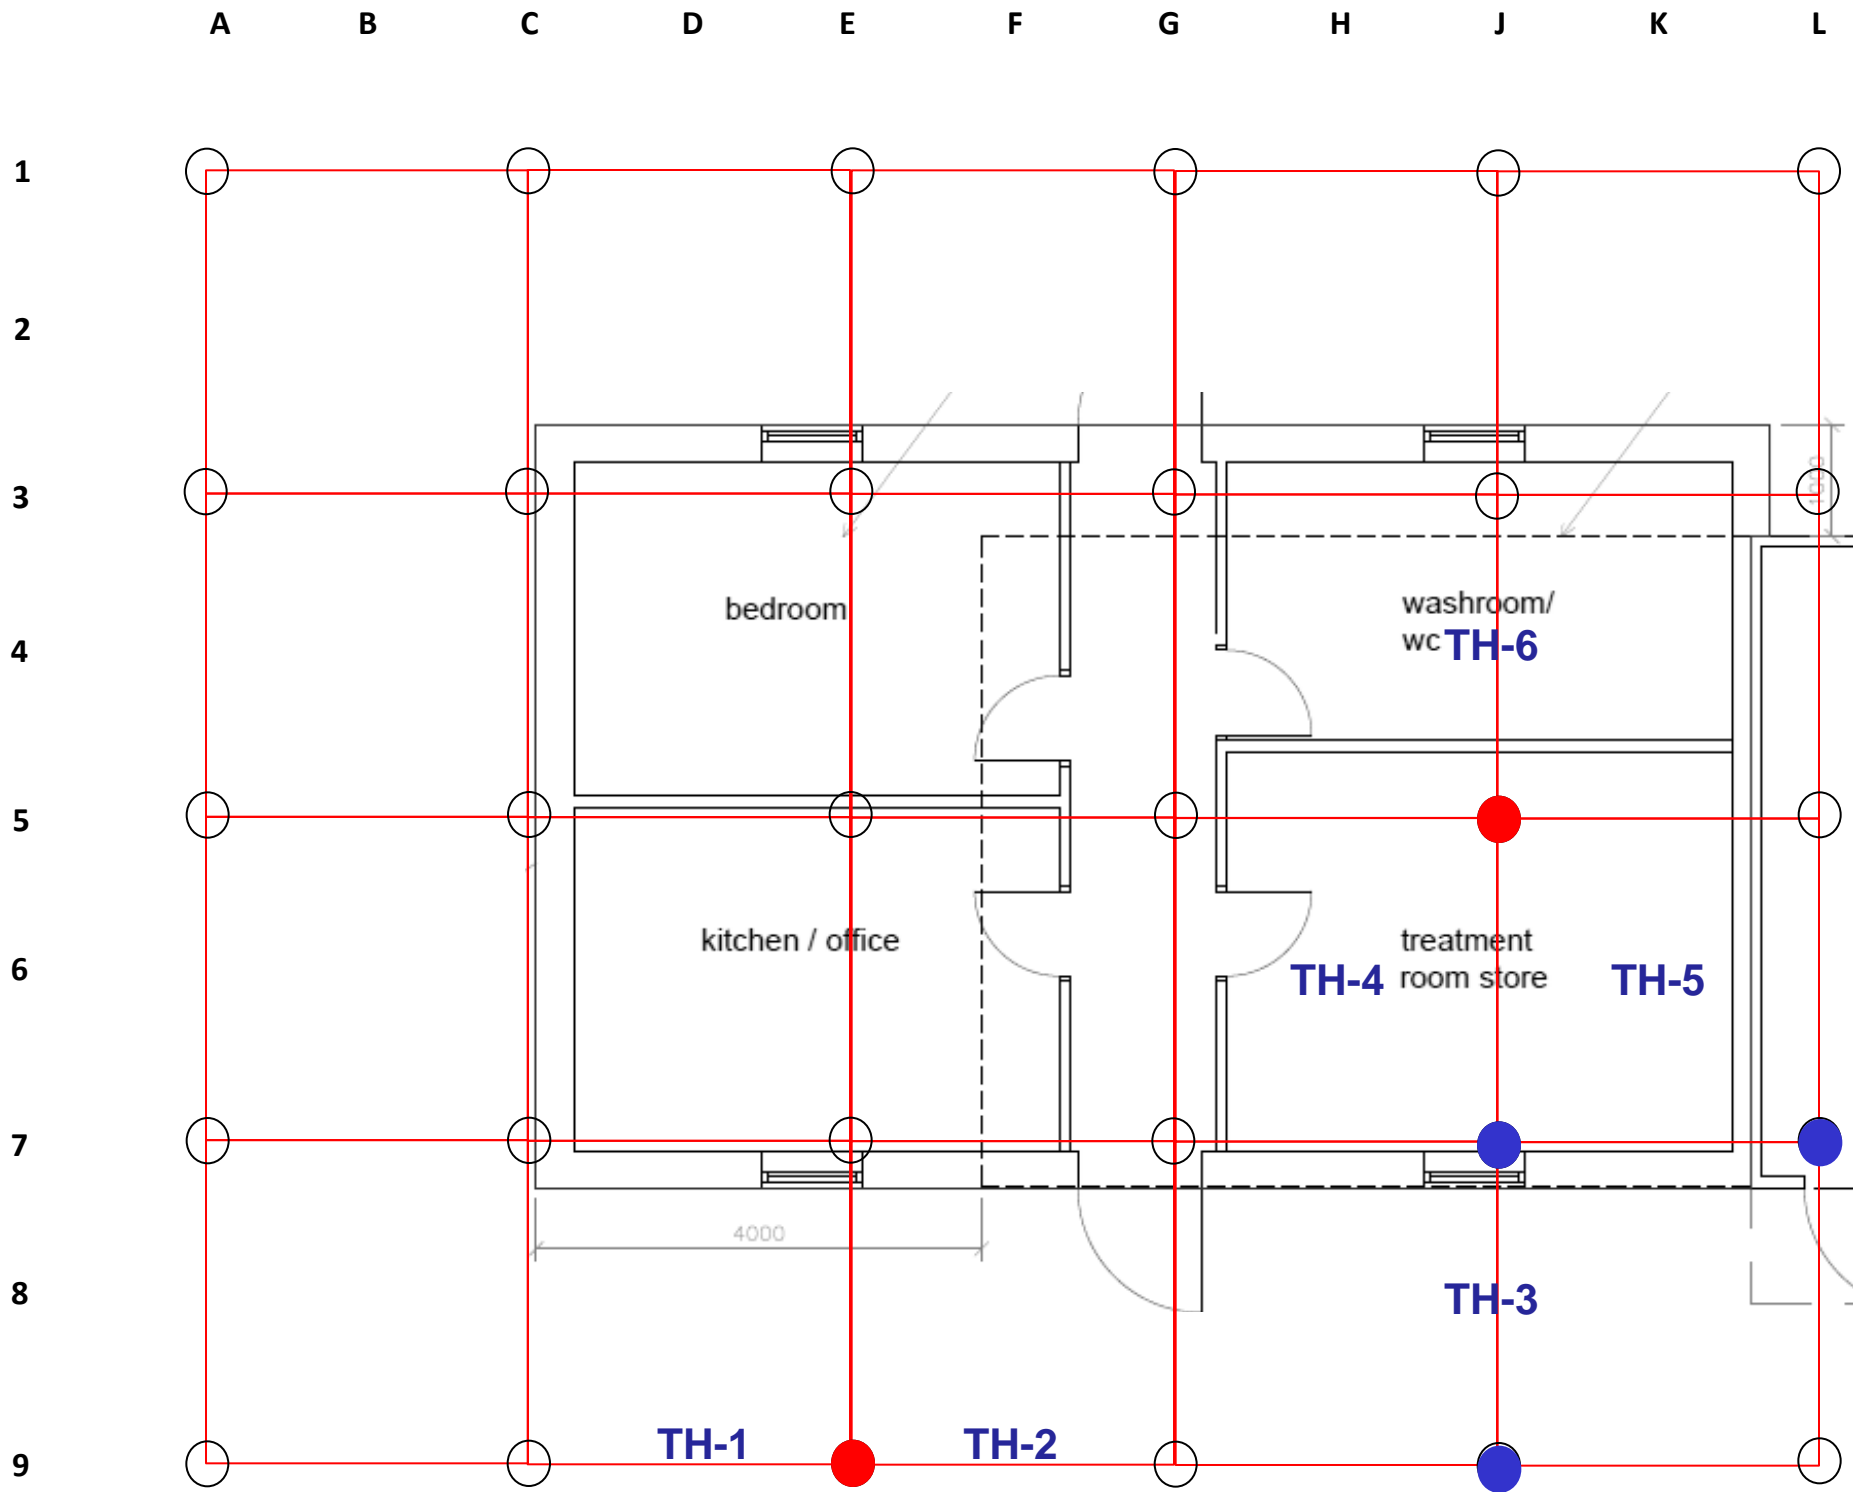 A B C D E F G H J K L
1
2
3
1000
bedroom
washroom/
4
wc TH-6
5
kitchen / office
treatment
6
TH-4 room store TH-5
7
4000
8
TH-3
TH-1 TH-2
9